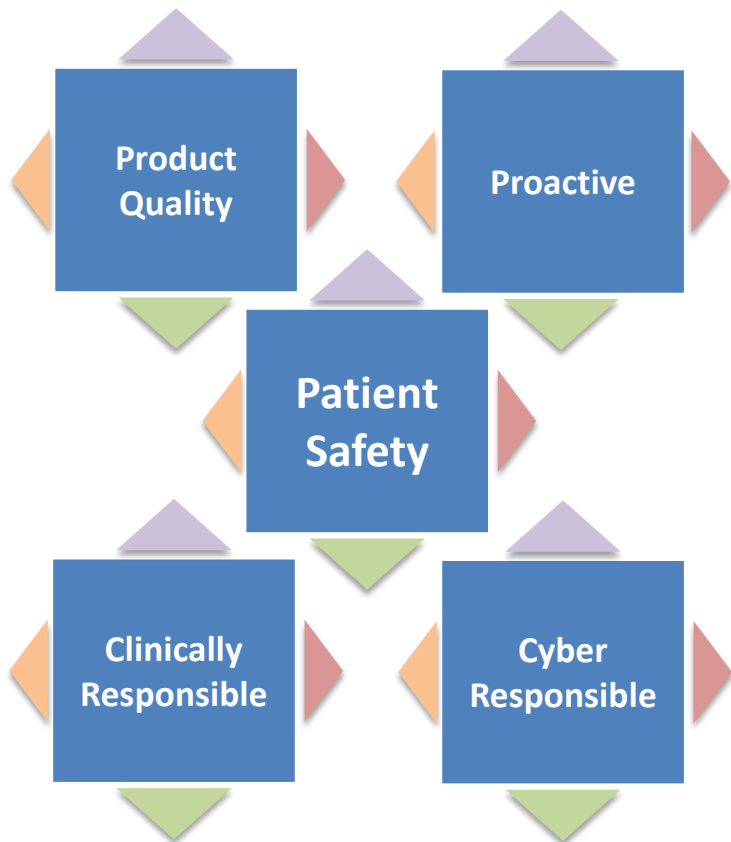 Product
Quality
Proactive
Patient
Safety
Clinically
Responsible
Cyber
Responsible